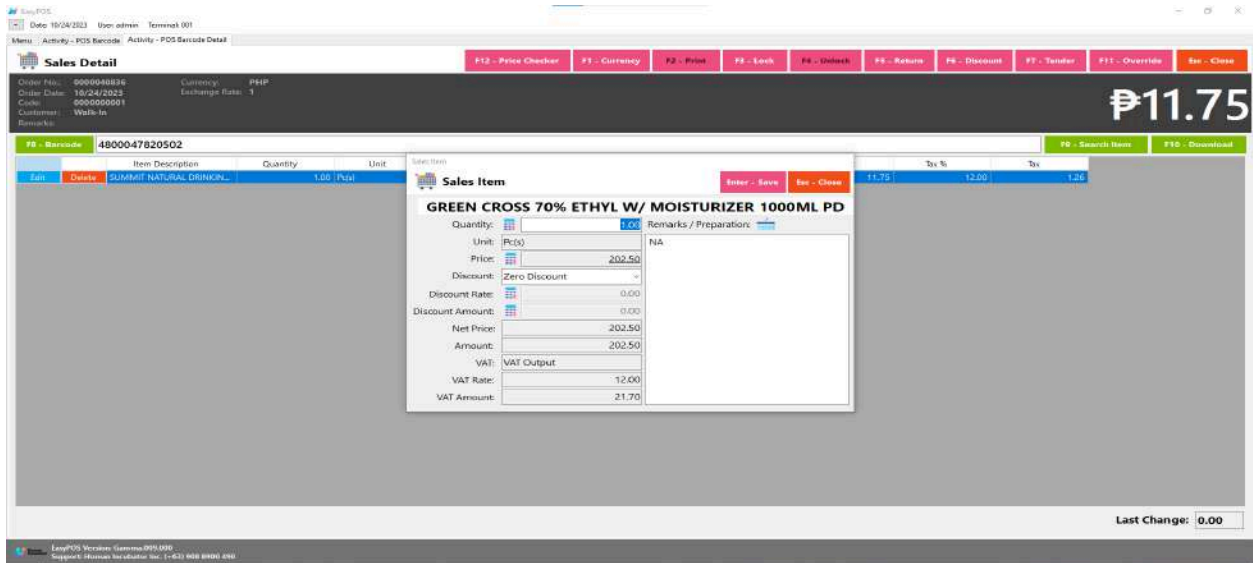 EasyPOS
Date: 10/24/2023 User: admin Terminal: 001
Menu Activity - POS Barcode Activity - POS Barcode Detail
Sales Detail
F12 - Price Checker F1 - Currency F2 - Print F3 - Lock F4 - Unlock F5 - Return F6 - Discount F7 - Tender F11 - Override Esc - Close
Order No.: 0000040836 Currency: PHP
Order Date: 10/24/2023 Exchange Rate: 1
Code: 0000000001
Customer: Walk-In
Remarks:
₱11.75
F8 - Barcode 4800047820502 F9 - Search Item F10 - Download
Item Description Quantity Unit Tax % Tax
Edit Delete SUMMIT NATURAL DRINKIN... 1.00 Pc(s) 11.75 12.00 1.26
Sales Item
Sales Item Enter - Save Esc - Close
GREEN CROSS 70% ETHYL W/ MOISTURIZER 1000ML PD
Quantity: 1.00 Remarks / Preparation:
Unit: Pc(s) NA
Price: 202.50
Discount: Zero Discount
Discount Rate: 0.00
Discount Amount: 0.00
Net Price: 202.50
Amount: 202.50
VAT: VAT Output
VAT Rate: 12.00
VAT Amount: 21.70
Last Change: 0.00
EasyPOS Version: Gamma.009.000
Support: Human Incubator Inc.